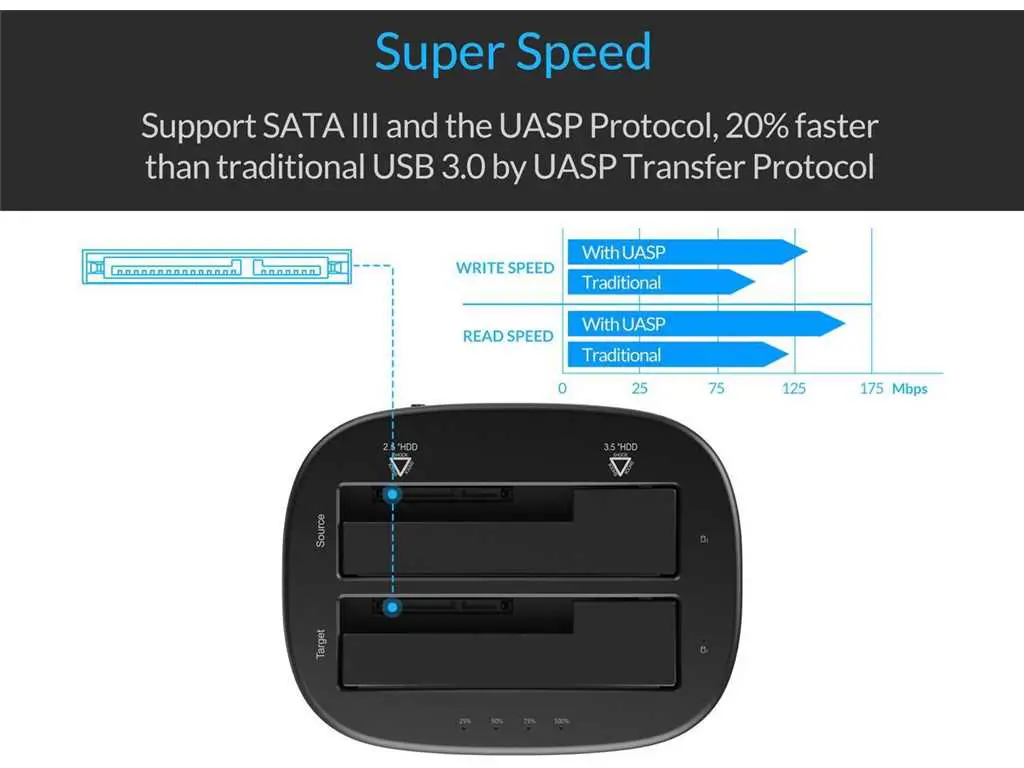 Super Speed
Support SATA III and the UASP Protocol, 20% faster
than traditional USB 3.0 by UASP Transfer Protocol
WRITE SPEED
With UASP
Traditional
READ SPEED
With UASP
Traditional
0 25 75 125 175 Mbps
2.5 "HDD
3.5 "HDD
Source
Target
25% 50% 75% 100%